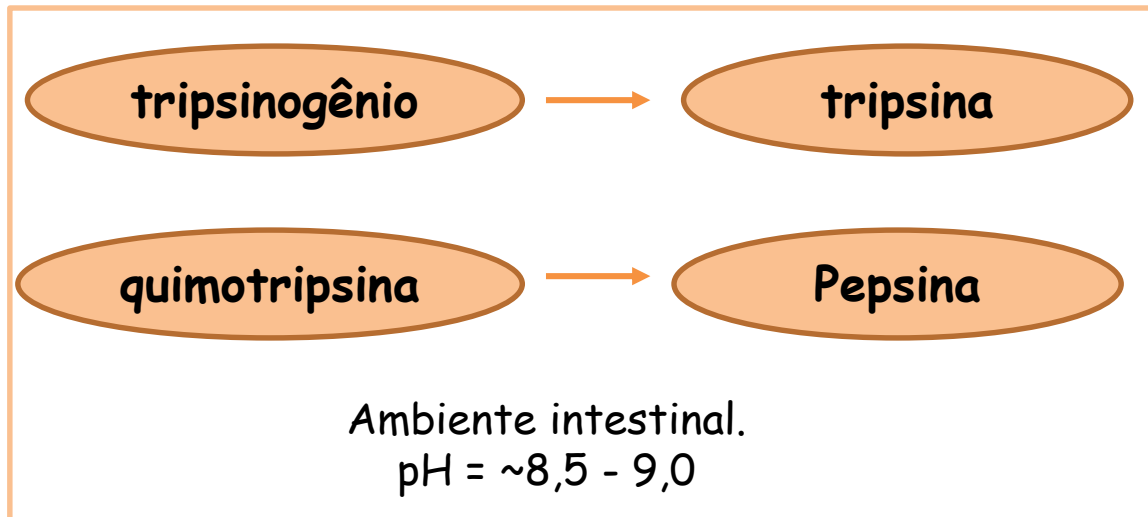 tripsinogênio
tripsina
quimotripsina
Pepsina
Ambiente intestinal.
pH = ~8,5 - 9,0